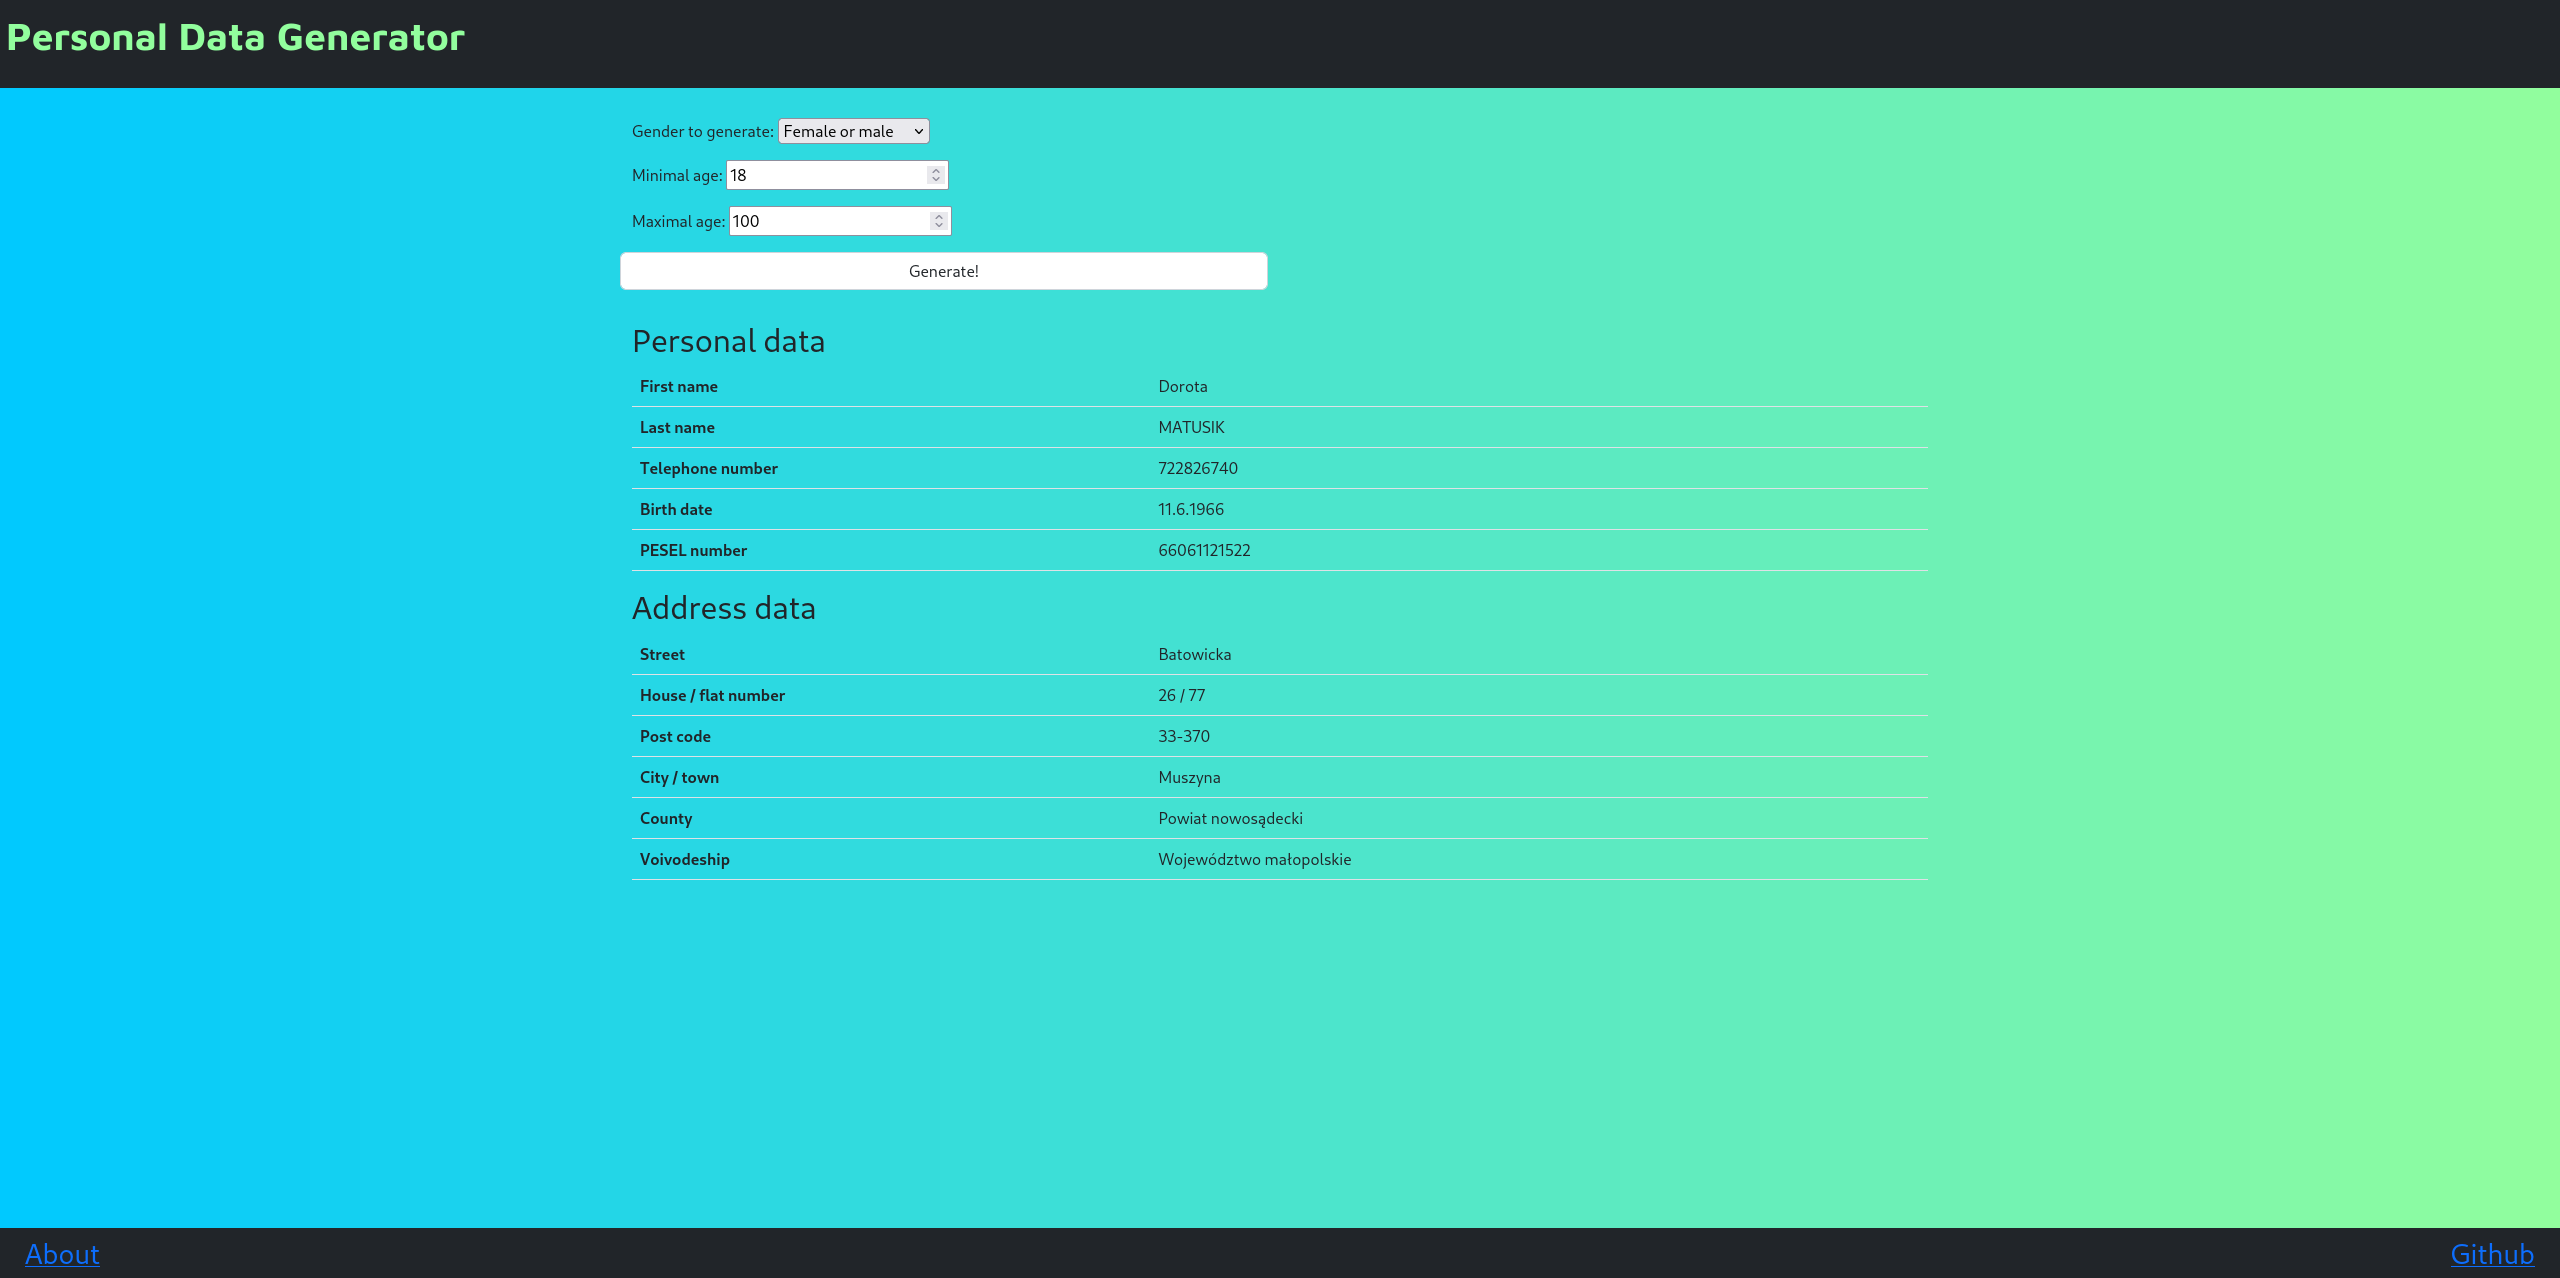 Personal Data Generator
Gender to generate: Female or male
Minimal age: 18
Maximal age: 100
Generate!
Personal data
First name Dorota
Last name MATUSIK
Telephone number 722826740
Birth date 11.6.1966
PESEL number 66061121522
Address data
Street Batowicka
House / flat number 26 / 77
Post code 33-370
City / town Muszyna
County Powiat nowosądecki
Voivodeship Województwo małopolskie
About Github